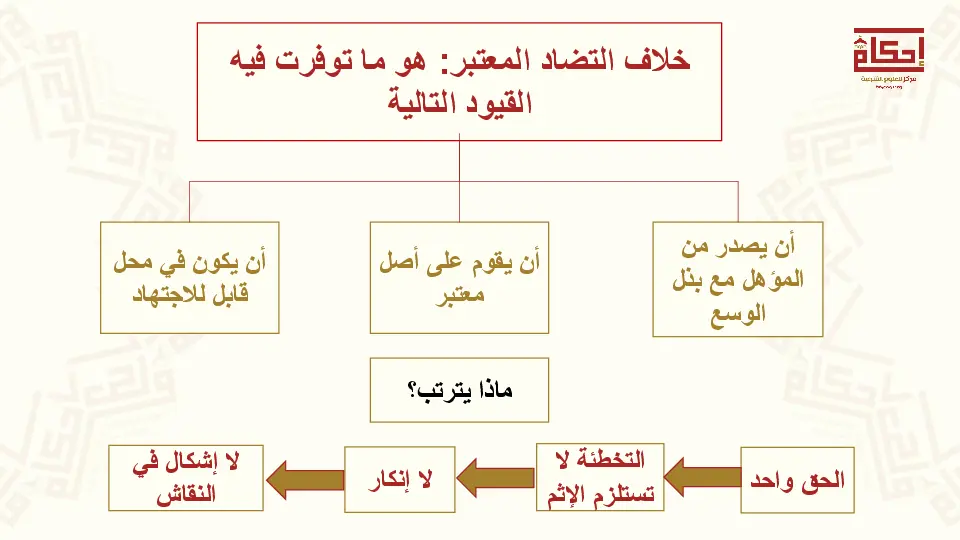 إحكام
مركز للعلوم الشرعية
خلاف التضاد المعتبر: هو ما توفرت فيه
القيود التالية
أن يصدر من
المؤهل مع بذل
الوسع
أن يقوم على أصل
معتبر
أن يكون في محل
قابل للاجتهاد
ماذا يترتب؟
الحق واحد
التخطئة لا
تستلزم الإثم
لا إنكار
لا إشكال في
النقاش